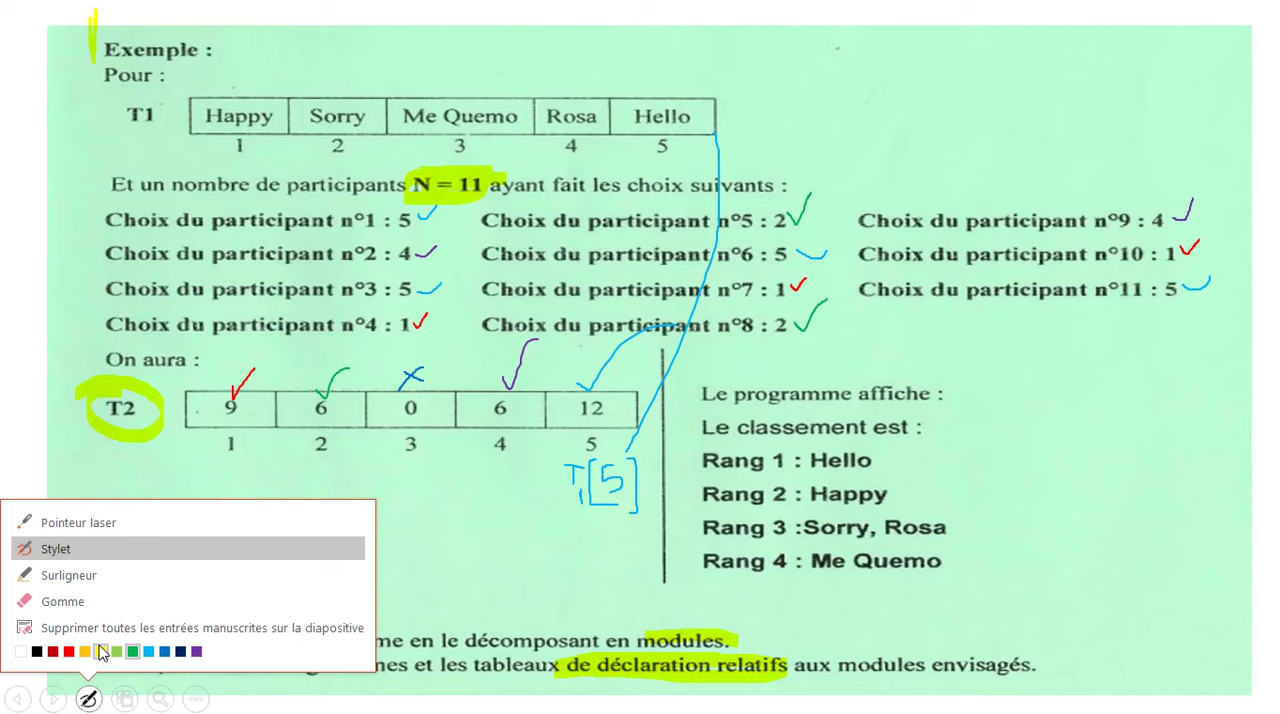 Exemple :
Pour :
T1 Happy Sorry Me Quemo Rosa Hello
1 2 3 4 5
Et un nombre de participants N = 11 ayant fait les choix suivants :
Choix du participant n°1 : 5 Choix du participant n°5 : 2 Choix du participant n°9 : 4
Choix du participant n°2 : 4 Choix du participant n°6 : 5 Choix du participant n°10 : 1
Choix du participant n°3 : 5 Choix du participant n°7 : 1 Choix du participant n°11 : 5
Choix du participant n°4 : 1 Choix du participant n°8 : 2
On aura :
T2 9 6 0 6 12
1 2 3 4 5
T1[5]
Le programme affiche :
Le classement est :
Rang 1 : Hello
Rang 2 : Happy
Rang 3 :Sorry, Rosa
Rang 4 : Me Quemo
Pointeur laser
Stylet
Surligneur
Gomme
Supprimer toutes les entrées manuscrites sur la diapositive
me en le décomposant en modules.
nes et les tableaux de déclaration relatifs aux modules envisagés.